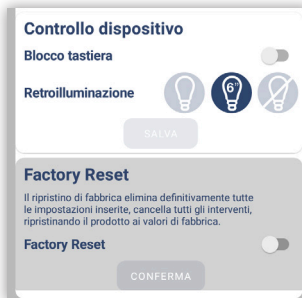 Controllo dispositivo
Blocco tastiera
Retroilluminazione
6"
SALVA
Factory Reset
Il ripristino di fabbrica elimina definitivamente tutte
le impostazioni inserite, cancella tutti gli interventi,
ripristinando il prodotto ai valori di fabbrica.
Factory Reset
CONFERMA